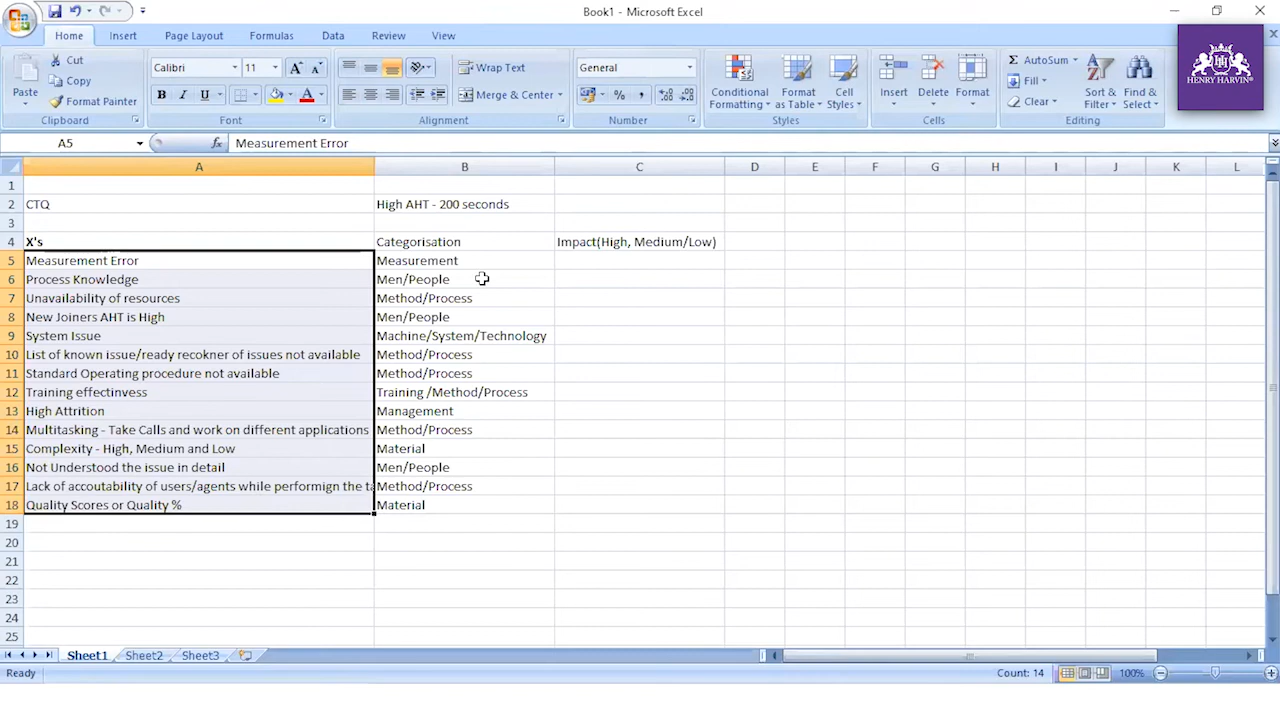 Book1 - Microsoft Excel
Home Insert Page Layout Formulas Data Review View
Paste Cut Copy Format Painter Clipboard
Calibri 11 A A B I U A Font
Wrap Text Merge & Center Alignment
General % , Number
Conditional Formatting Format as Table Cell Styles Styles
Insert Delete Format Cells
Σ AutoSum Fill Clear Sort & Filter Find & Select Editing
HENRY HARVIN®
A5 fx Measurement Error
A B C D E F G H I J K L
1
2 CTQ High AHT - 200 seconds
3
4 X's Categorisation Impact(High, Medium/Low)
5 Measurement Error Measurement
6 Process Knowledge Men/People
7 Unavailability of resources Method/Process
8 New Joiners AHT is High Men/People
9 System Issue Machine/System/Technology
10 List of known issue/ready recokner of issues not available Method/Process
11 Standard Operating procedure not available Method/Process
12 Training effectinvess Training /Method/Process
13 High Attrition Management
14 Multitasking - Take Calls and work on different applications Method/Process
15 Complexity - High, Medium and Low Material
16 Not Understood the issue in detail Men/People
17 Lack of accoutability of users/agents while performign the ta Method/Process
18 Quality Scores or Quality % Material
19
20
21
22
23
24
25
Sheet1 Sheet2 Sheet3
Ready Count: 14 100%